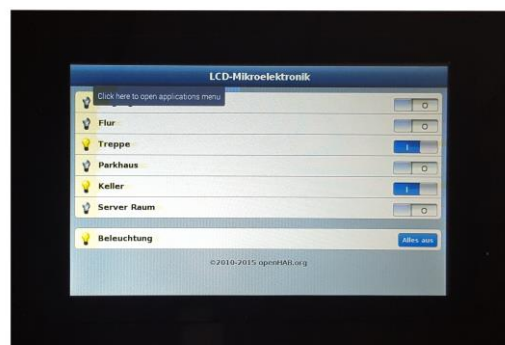 LCD-Mikroelektronik
Click here to open applications menu
O
Flur
O
Treppe
I
Parkhaus
O
Keller
I
Server Raum
O
Beleuchtung
Alles aus
©2010-2015 openHAB.org